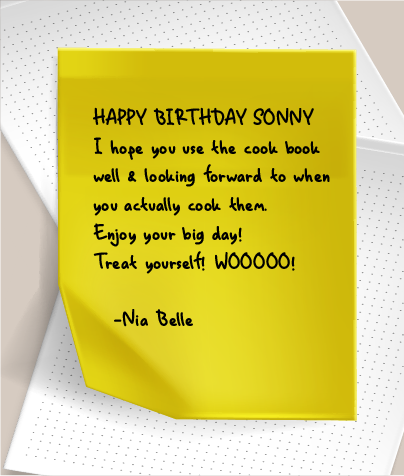 HAPPY BIRTHDAY SONNY
I hope you use the cook book
well & looking forward to when
you actually cook them.
Enjoy your big day!
Treat yourself! WOOOOO!
-Nia Belle